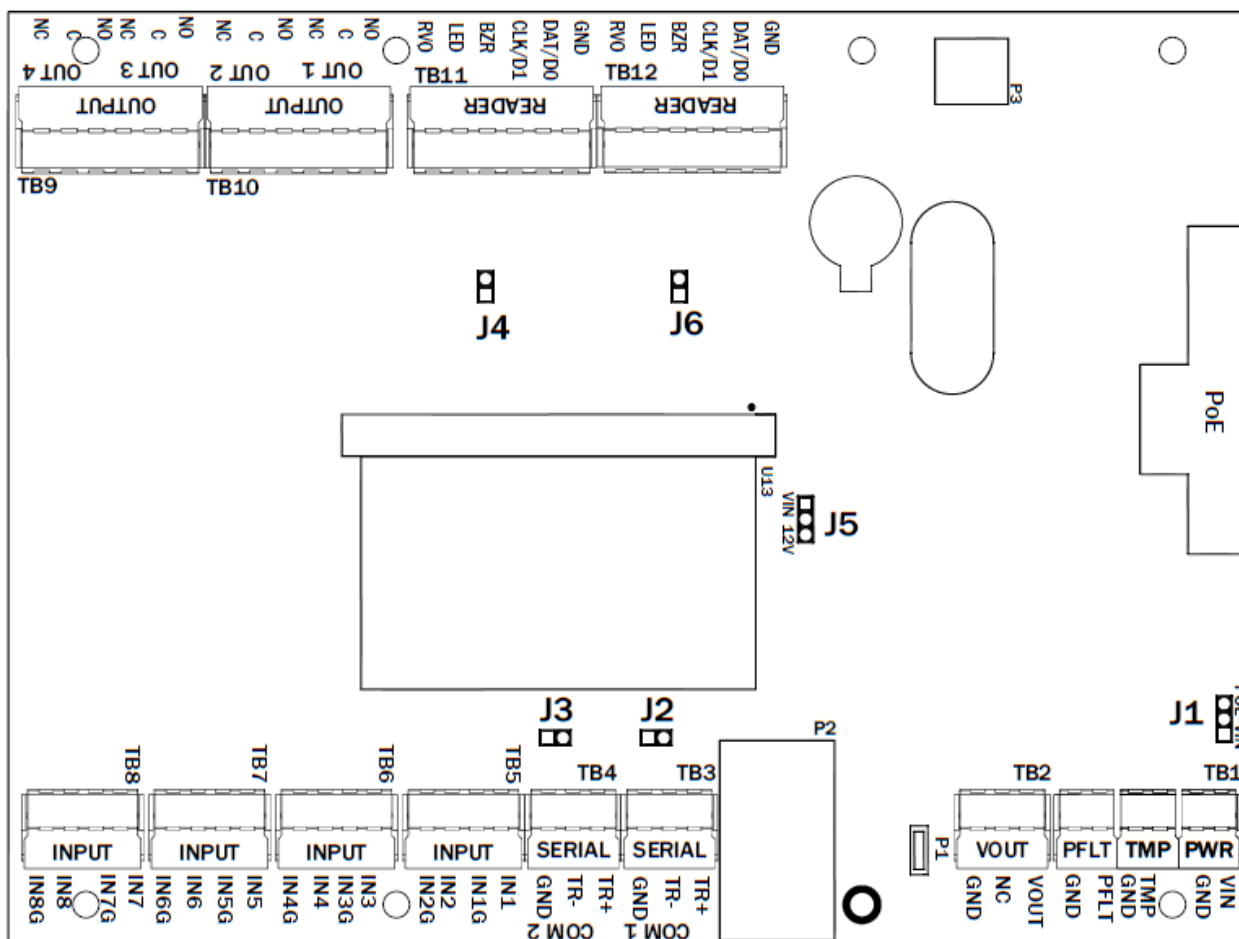 NC
C
NO
NC
C
NO
NC
C
NO
NC
C
NO
RVO
LED
BZR
CLK/D1
DAT/D0
GND
RVO
LED
BZR
CLK/D1
DAT/D0
GND
OUT 4
OUT 3
OUT 2
OUT 1
TB11
TB12
P3
OUTPUT
OUTPUT
READER
READER
TB9
TB10
J4
J6
PoE
U13
VIN 12V
J5
J3
J2
J1
P2
TB8
TB7
TB6
TB5
TB4
TB3
TB2
TB1
INPUT
INPUT
INPUT
INPUT
SERIAL
SERIAL
P1
VOUT
PFLT
TMP
PWR
IN8G
IN8
IN7G
IN7
IN6G
IN6
IN5G
IN5
IN4G
IN4
IN3G
IN3
IN2G
IN2
IN1G
IN1
GND
TR-
TR+
GND
TR-
TR+
GND
NC
VOUT
GND
PFLT
GND
TMP
GND
VIN
COM 2
COM 1